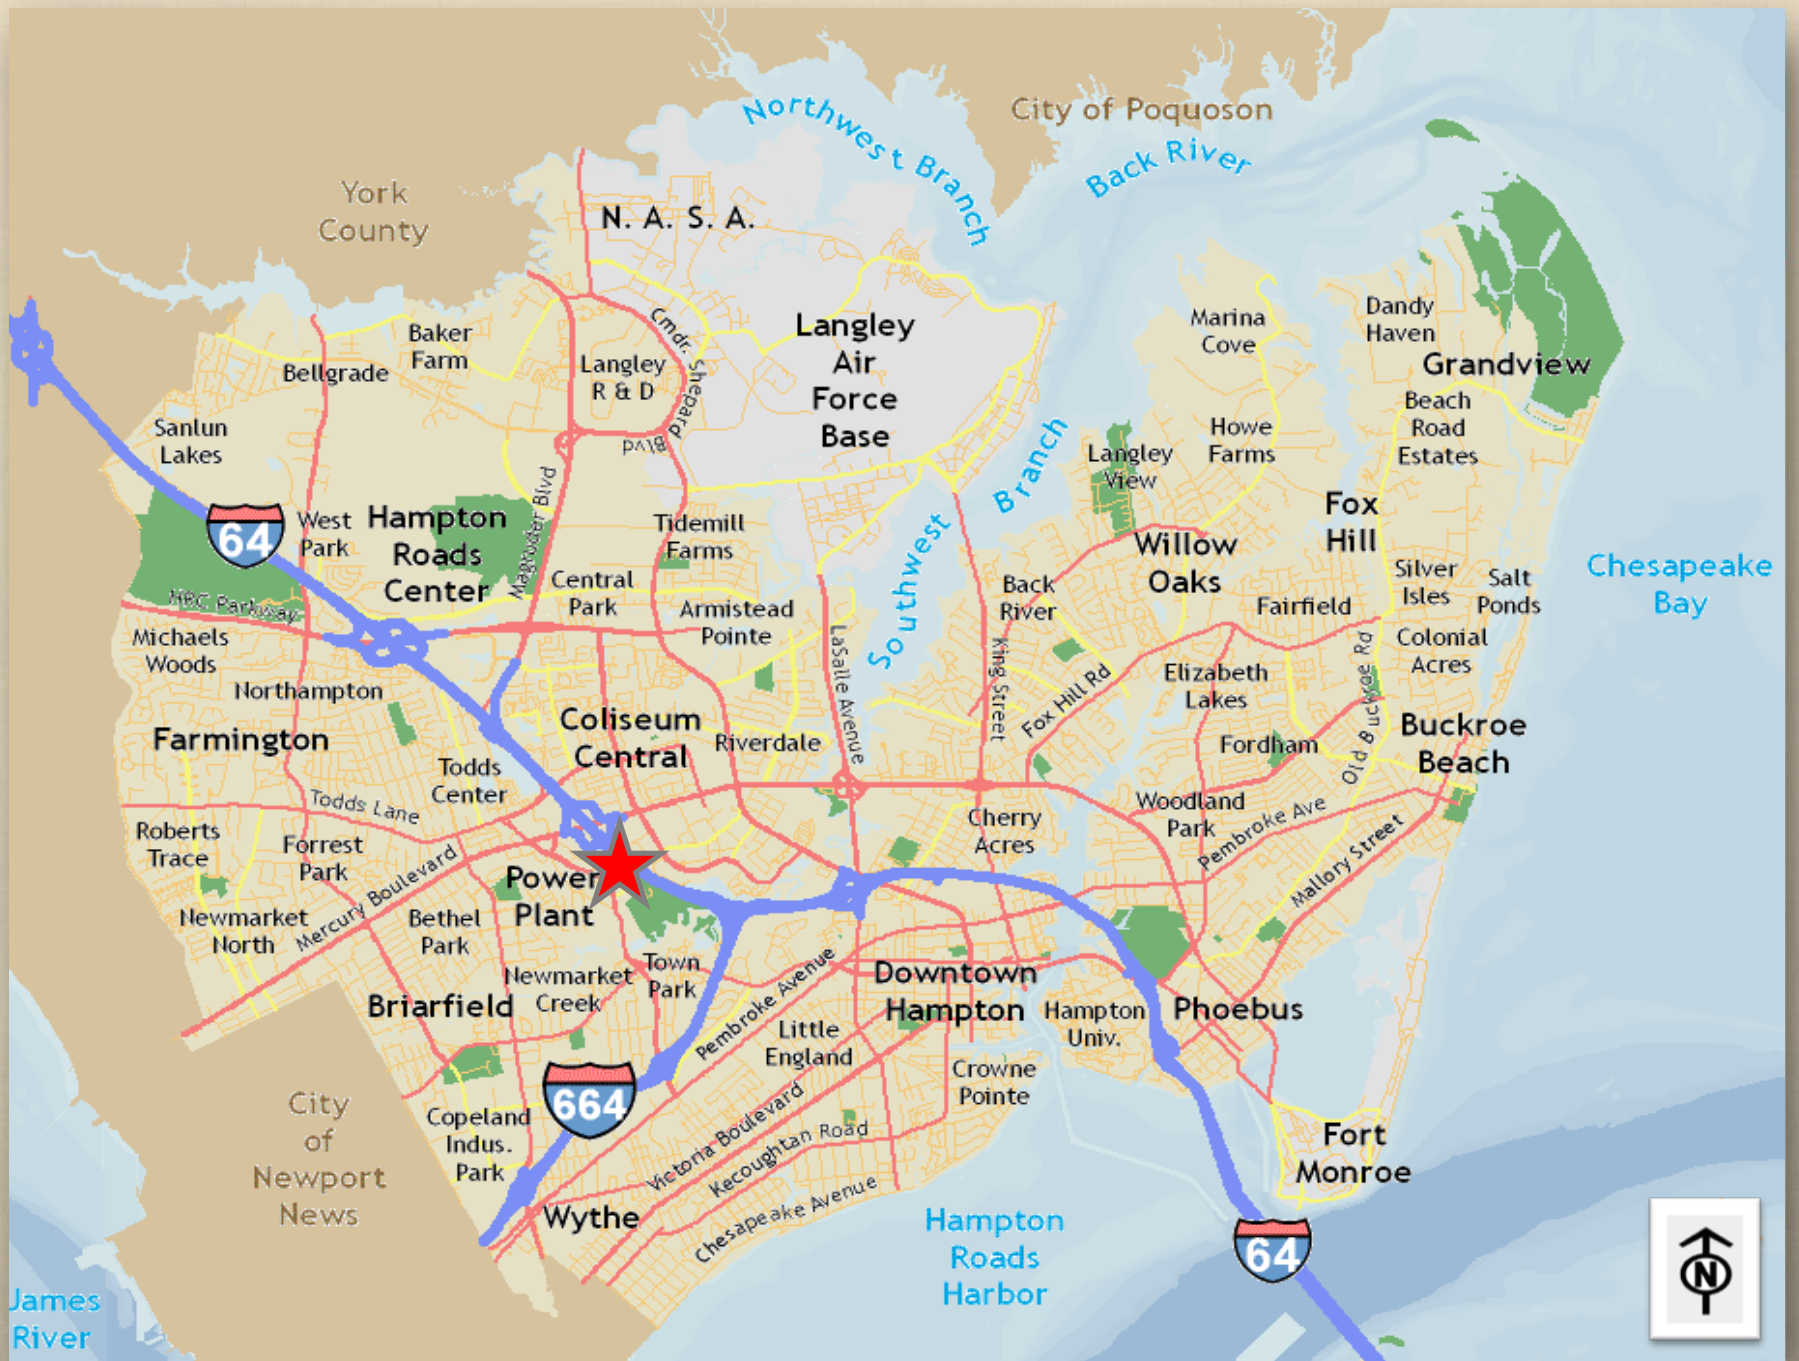 City of Poquoson
Northwest Branch
Back River
York
County
N. A. S. A.
Baker
Farm
Bellgrade
Cmdr. Shepard
Blvd
Langley
R & D
Langley
Air
Force
Base
Marina
Cove
Dandy
Haven
Grandview
Beach
Road
Estates
Sanlun
Lakes
Howe
Farms
Langley
View
Southwest
Branch
64
West
Park
Hampton
Roads
Center
Magruder Blvd
Tidemill
Farms
Fox
Hill
Willow
Oaks
Chesapeake
Bay
Silver
Isles
Salt
Ponds
Central
Park
Back
River
Fairfield
HRC Parkway
Armistead
Pointe
Michaels
Woods
Colonial
Acres
LaSalle Avenue
King Street
Fox Hill Rd
Old Buckroe Rd
Elizabeth
Lakes
Northampton
Coliseum
Central
Farmington
Riverdale
Fordham
Buckroe
Beach
Todds
Center
Todds Lane
Woodland
Park
Pembroke Ave
Cherry
Acres
Roberts
Trace
Forrest
Park
Mallory Street
Power
Plant
Mercury Boulevard
Newmarket
North
Bethel
Park
Newmarket
Creek
Town
Park
Pembroke Avenue
Downtown
Hampton
Briarfield
Hampton
Univ.
Phoebus
Little
England
Crowne
Pointe
664
City
of
Newport
News
Copeland
Indus.
Park
Victoria Boulevard
Kecoughtan Road
Chesapeake Avenue
Fort
Monroe
Wythe
Hampton
Roads
Harbor
64
N
James
River